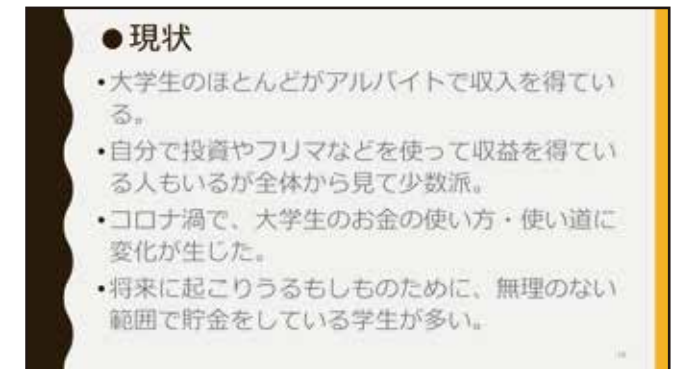 ●現状
•大学生のほとんどがアルバイトで収入を得てい
る。
•自分で投資やフリマなどを使って収益を得てい
る人もいるが全体から見て少数派。
•コロナ渦で、大学生のお金の使い方・使い道に
変化が生じた。
•将来に起こりうるもしものために、無理のない
範囲で貯金をしている学生が多い。